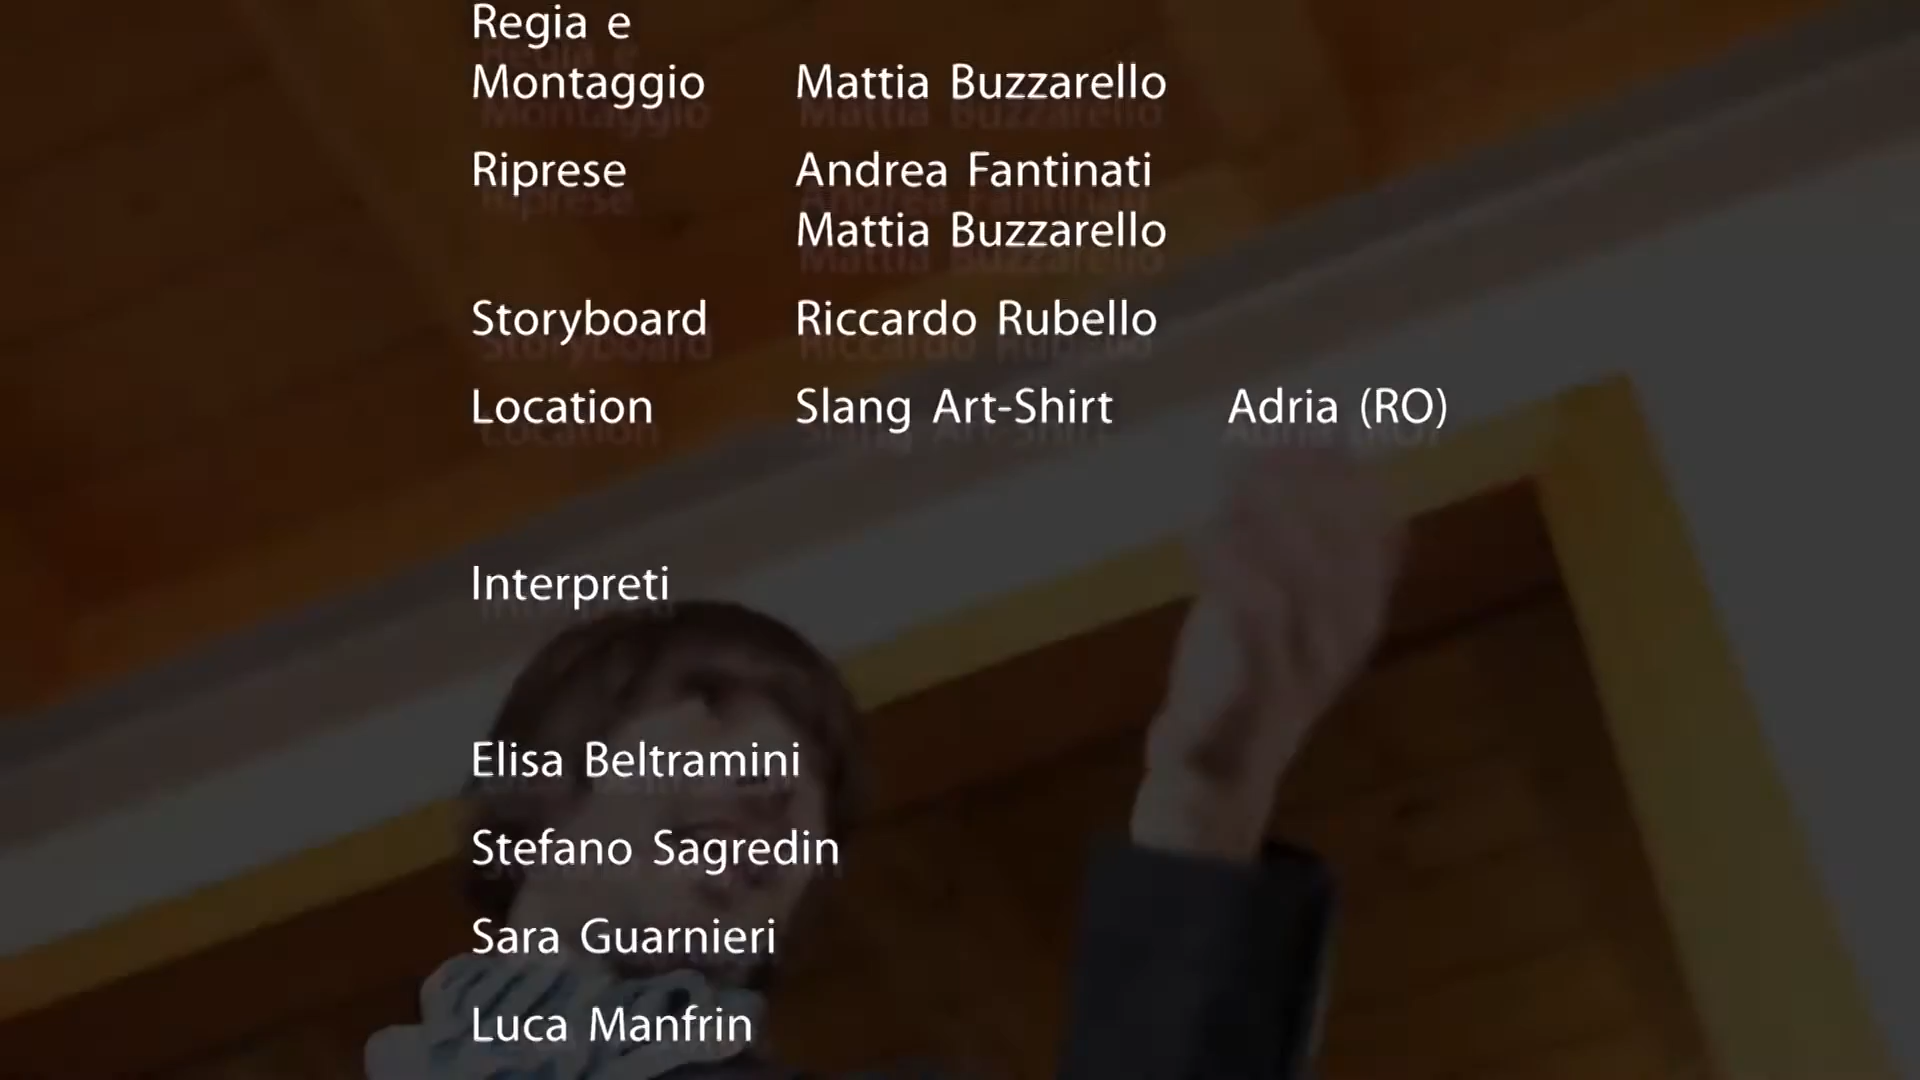 Regia e
Montaggio Mattia Buzzarello
Riprese Andrea Fantinati
Mattia Buzzarello
Storyboard Riccardo Rubello
Location Slang Art-Shirt Adria (RO)
Interpreti
Elisa Beltramini
Stefano Sagredin
Sara Guarnieri
Luca Manfrin